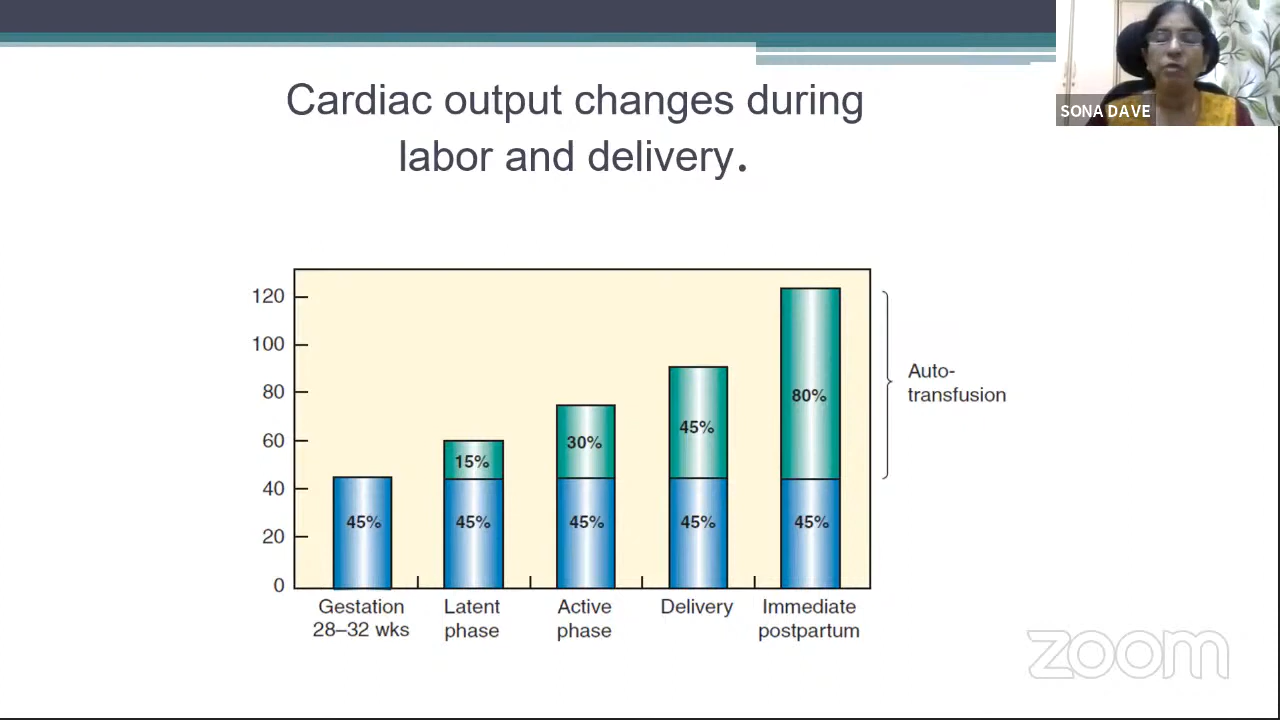 Cardiac output changes during
labor and delivery.
SONA DAVE
120
100
80
60
40
20
0
45%
15%
45%
30%
45%
45%
45%
80%
45%
Auto-
transfusion
Gestation
28–32 wks
Latent
phase
Active
phase
Delivery
Immediate
postpartum
zoom